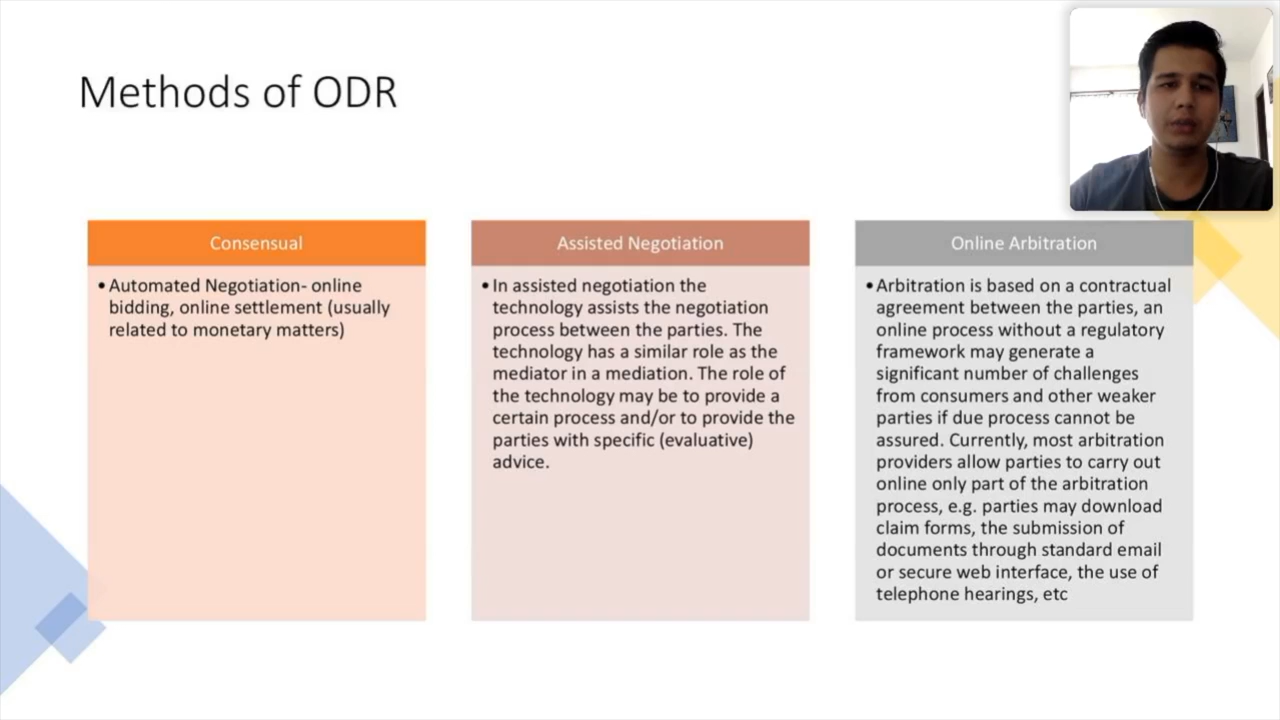 Methods of ODR
Consensual
• Automated Negotiation- online
bidding, online settlement (usually
related to monetary matters)
Assisted Negotiation
• In assisted negotiation the
technology assists the negotiation
process between the parties. The
technology has a similar role as the
mediator in a mediation. The role of
the technology may be to provide a
certain process and/or to provide the
parties with specific (evaluative)
advice.
Online Arbitration
• Arbitration is based on a contractual
agreement between the parties, an
online process without a regulatory
framework may generate a
significant number of challenges
from consumers and other weaker
parties if due process cannot be
assured. Currently, most arbitration
providers allow parties to carry out
online only part of the arbitration
process, e.g. parties may download
claim forms, the submission of
documents through standard email
or secure web interface, the use of
telephone hearings, etc